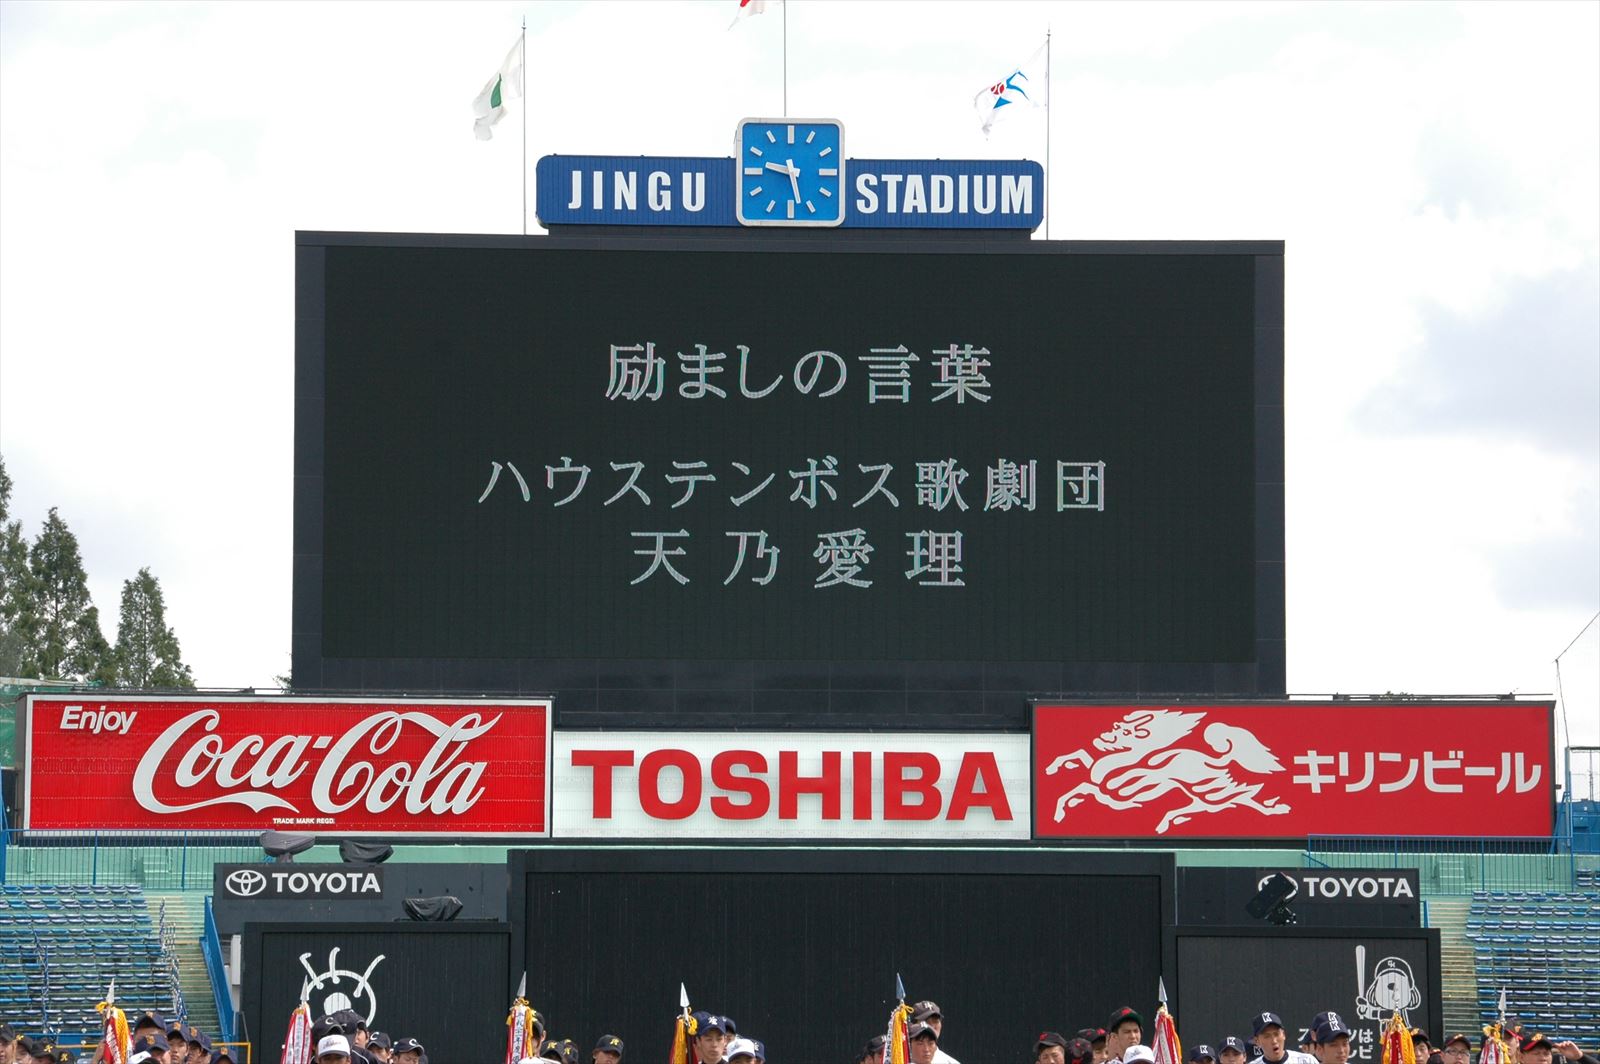 JINGU STADIUM
励ましの言葉
ハウステンボス歌劇団
天乃愛理
Enjoy
Coca-Cola
TRADE MARK REGD.
TOSHIBA
キリンビール
TOYOTA
TOYOTA